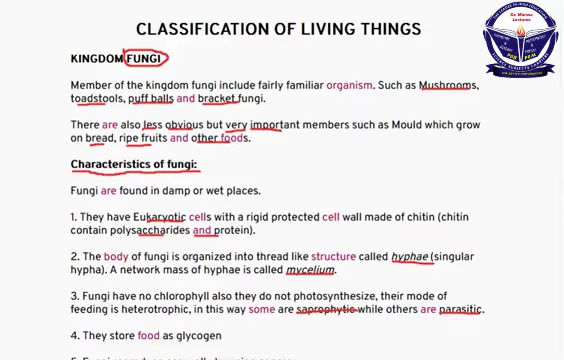 CLASSIFICATION OF LIVING THINGS
Dr. Minlwe
Lectures
KINGDOM FUNGI
Member of the kingdom fungi include fairly familiar organism. Such as Mushrooms,
toadstools, puff balls and bracket fungi.
There are also less obvious but very important members such as Mould which grow
on bread, ripe fruits and other foods.
Characteristics of fungi:
Fungi are found in damp or wet places.
1. They have Eukaryotic cells with a rigid protected cell wall made of chitin (chitin
contain polysaccharides and protein).
2. The body of fungi is organized into thread like structure called hyphae (singular
hypha). A network mass of hyphae is called mycelium.
3. Fungi have no chlorophyll also they do not photosynthesize, their mode of
feeding is heterotrophic, in this way some are saprophytic while others are parasitic.
4. They store food as glycogen